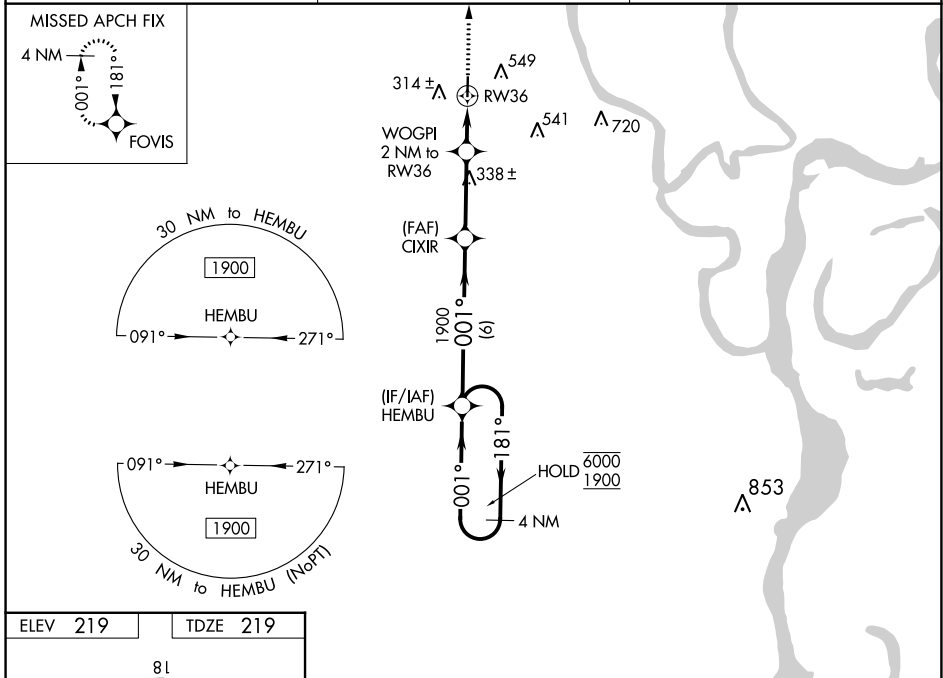 MISSED APCH FIX
4 NM
001°
181°
FOVIS
549
314 ±
RW36
541
720
WOGPI
2 NM to
RW36
338 ±
(FAF)
CIXIR
30 NM to HEMBU
1900
HEMBU
091°
271°
1900
001°
(6)
(IF/IAF)
HEMBU
181°
001°
HOLD 6000
1900
4 NM
091°
271°
HEMBU
1900
30 NM to HEMBU (NoPT)
853
ELEV 219
TDZE 219
18